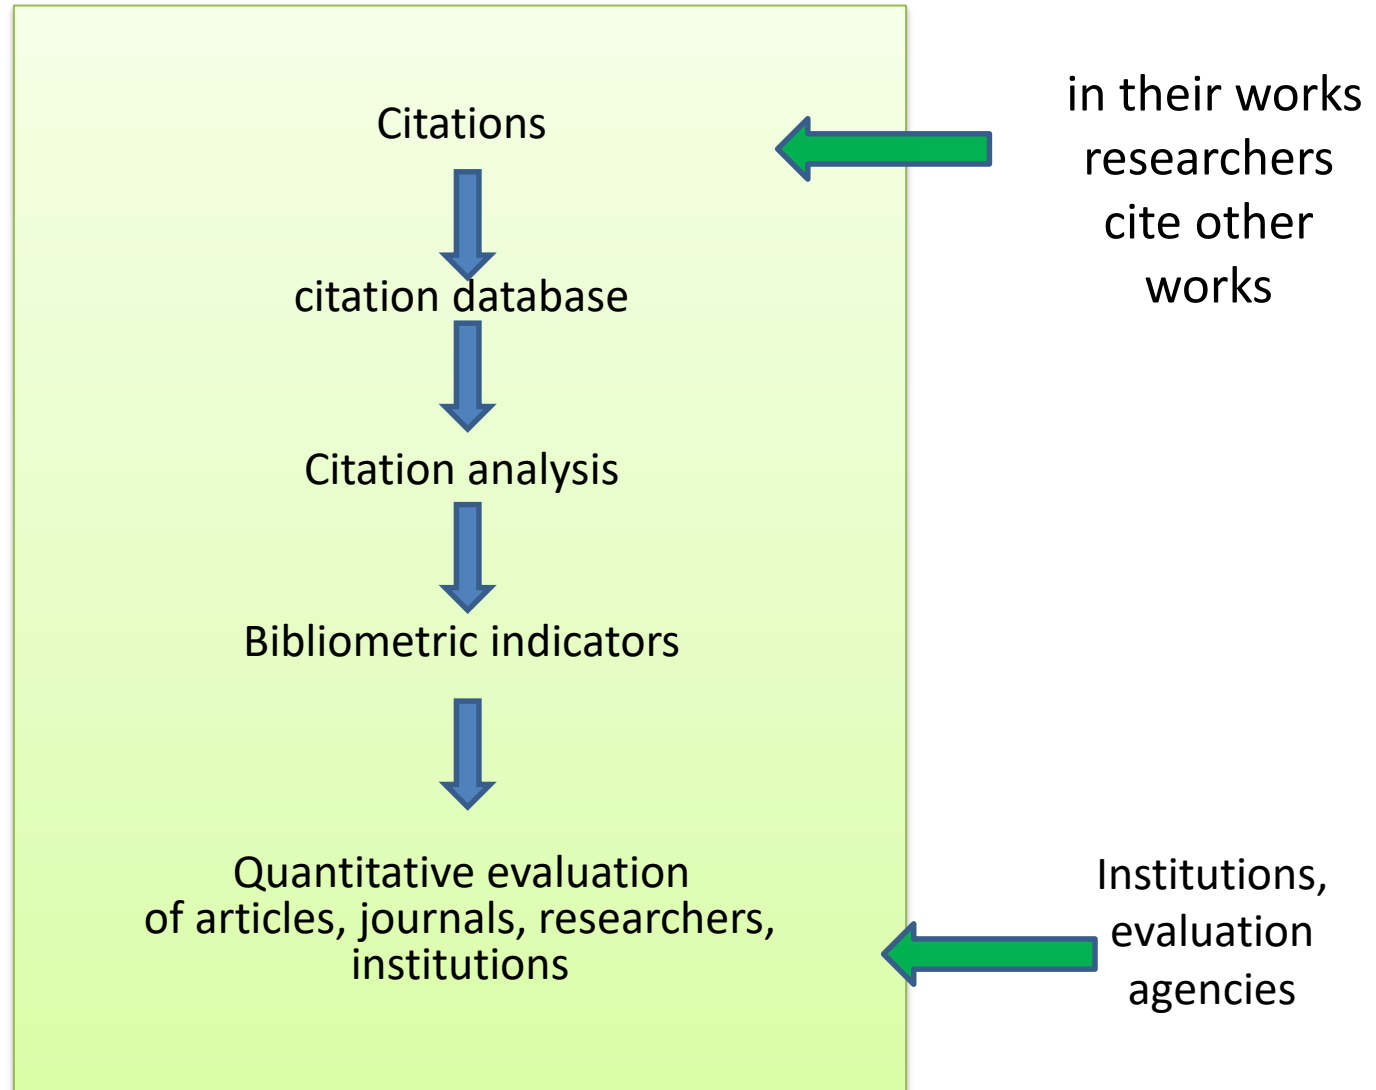 Citations
in their works
researchers
cite other
works
citation database
Citation analysis
Bibliometric indicators
Quantitative evaluation
of articles, journals, researchers,
institutions
Institutions,
evaluation
agencies